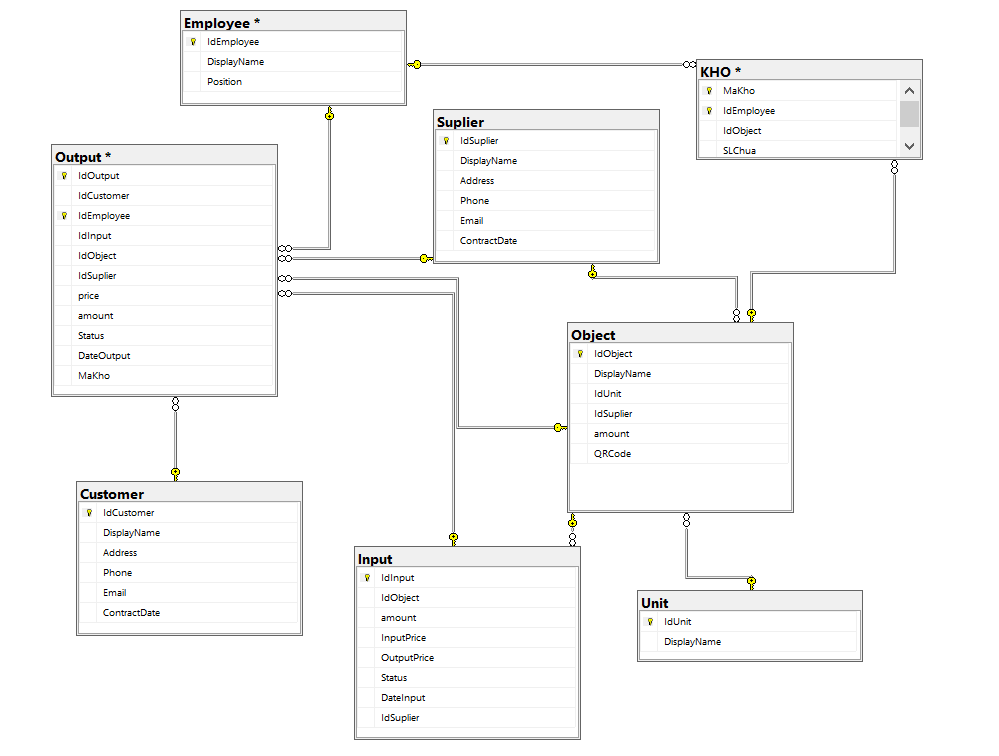 Employee *
IdEmployee
DisplayName
Position
KHO *
MaKho
IdEmployee
IdObject
SLChua
Suplier
IdSuplier
DisplayName
Address
Phone
Email
ContractDate
Output *
IdOutput
IdCustomer
IdEmployee
IdInput
IdObject
IdSuplier
price
amount
Status
DateOutput
MaKho
Object
IdObject
DisplayName
IdUnit
IdSuplier
amount
QRCode
Customer
IdCustomer
DisplayName
Address
Phone
Email
ContractDate
Input
IdInput
IdObject
amount
InputPrice
OutputPrice
Status
DateInput
IdSuplier
Unit
IdUnit
DisplayName